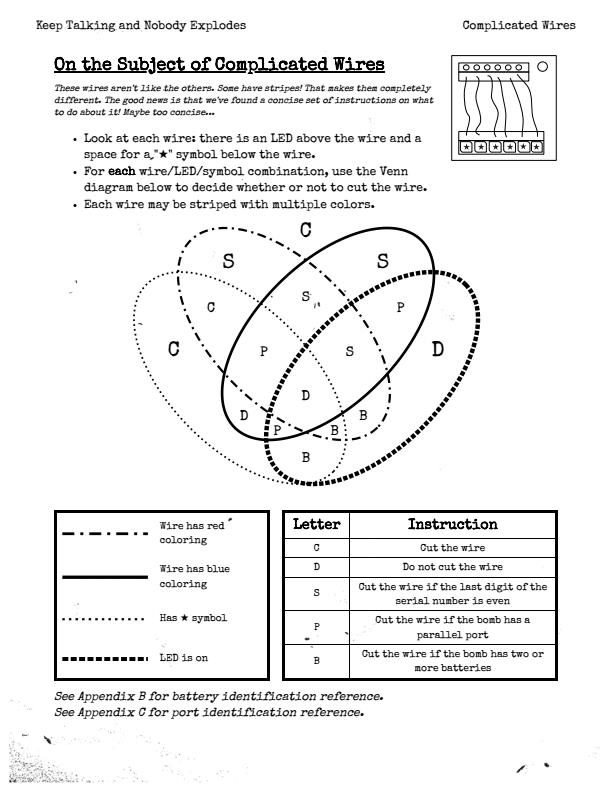 Keep Talking and Nobody Explodes
Complicated Wires
On the Subject of Complicated Wires
These wires aren't like the others. Some have stripes! That makes them completely
different. The good news is that we've found a concise set of instructions on what
to do about it! Maybe too concise...
• Look at each wire: there is an LED above the wire and a
space for a "★" symbol below the wire.
• For each wire/LED/symbol combination, use the Venn
diagram below to decide whether or not to cut the wire.
• Each wire may be striped with multiple colors.
C
S
S
S
C
P
C
P
S
D
D
D
B
P
B
B
Wire has red
coloring
Wire has blue
coloring
Has ★ symbol
LED is on
Letter
Instruction
C
Cut the wire
D
Do not cut the wire
S
Cut the wire if the last digit of the
serial number is even
P
Cut the wire if the bomb has a
parallel port
B
Cut the wire if the bomb has two or
more batteries
See Appendix B for battery identification reference.
See Appendix C for port identification reference.